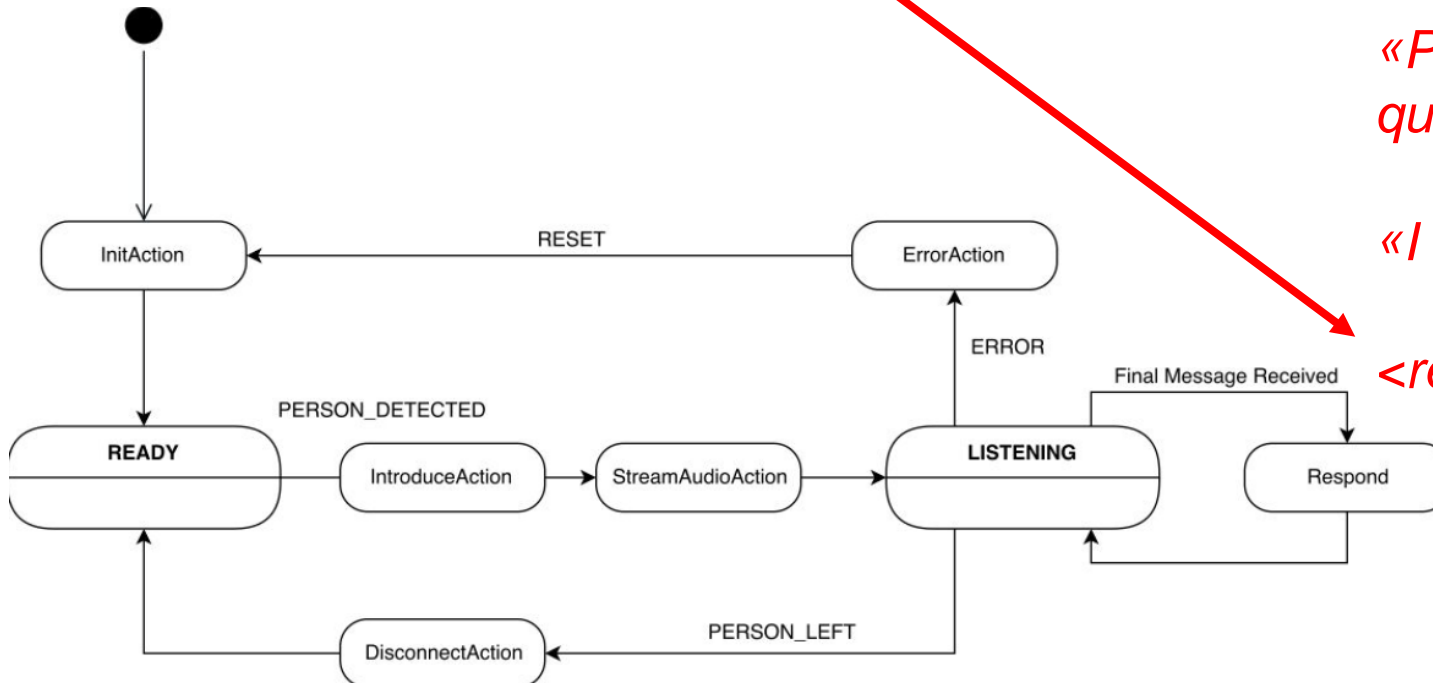 «P
qu
InitAction
RESET
ErrorAction
«I
ERROR
Final Message Received
<re
PERSON_DETECTED
READY
IntroduceAction
StreamAudioAction
LISTENING
Respond
PERSON_LEFT
DisconnectAction